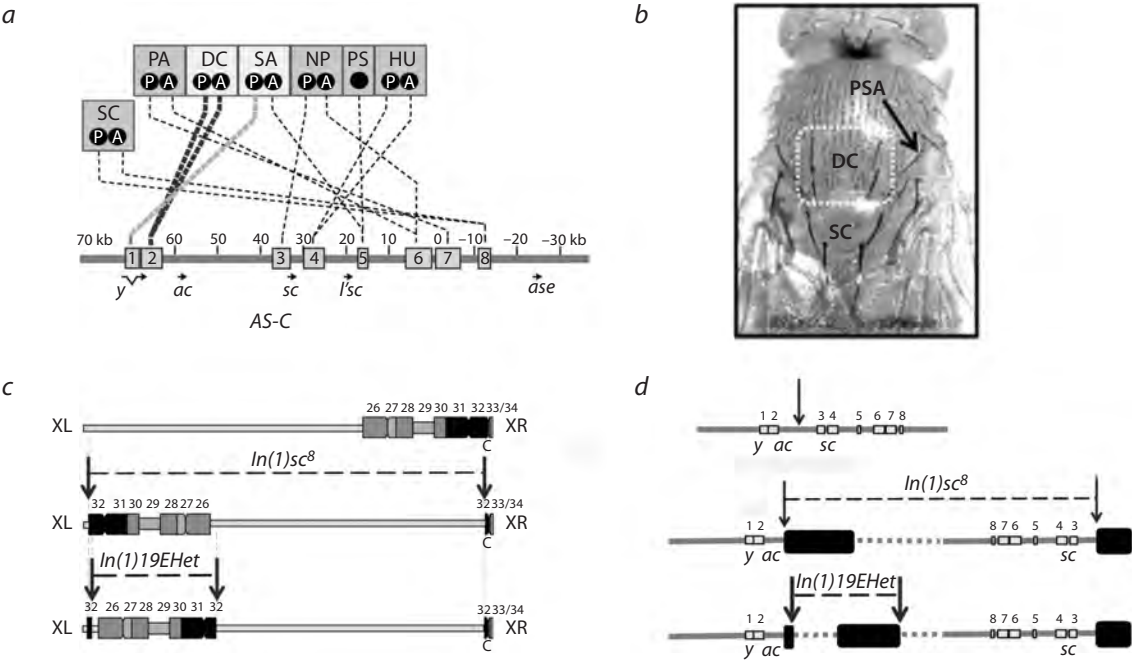 a
PA DC SA NP PS HU
P A P A P A P A P A
SC
P A
70 kb 60 50 40 30 20 10 0 –10 –20 –30 kb
1 2 3 4 5 6 7 8
y ac sc l'sc ase
AS-C
b
PSA
DC
SC
c
26 27 28 29 30 31 32 33/34
XL XR
C
In(1)sc8
32 31 30 29 28 27 26 32 33/34
XL XR
C
In(1)19EHet
32 26 27 28 29 30 31 32 32 33/34
XL XR
C
d
1 2 3 4 5 6 7 8
y ac sc
In(1)sc8
1 2 8 7 6 5 4 3
y ac sc
In(1)19EHet
1 2 8 7 6 5 4 3
y ac sc